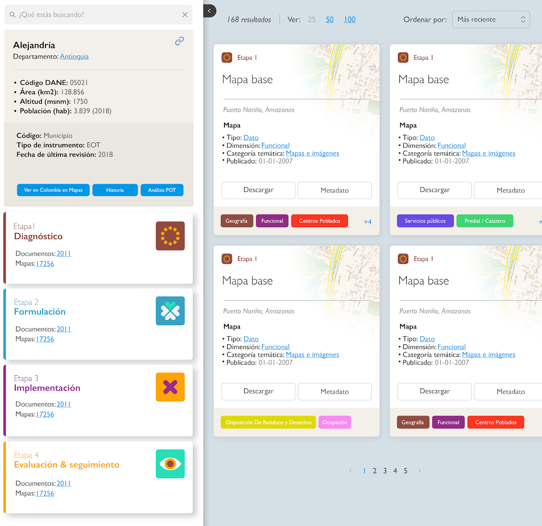 ¿Qué estás buscando?
Alejandría
Departamento: Antioquia
• Código DANE: 05021
• Área (km2): 128.856
• Altitud (msnm): 1750
• Población (hab): 3.839 (2018)
Código: Municipio
Tipo de instrumento: EOT
Fecha de última revisión: 2018
Ver en Colombia en Mapas
Historia
Análisis POT
Etapa1
Diagnóstico
Documentos: 2011
Mapas:17256
Etapa 2
Formulación
Documentos: 2011
Mapas:17256
Etapa 3
Implementación
Documentos: 2011
Mapas:17256
Etapa 4
Evaluación & seguimiento
Documentos: 2011
Mapas:17256
168 resultados
Ver: 25 50 100
Ordenar por: Más reciente
Etapa 1
Mapa base
Puerto Nariño, Amazonas
Mapa
• Tipo: Dato
• Dimensión: Funcional
• Categoría temática: Mapas e imágenes
• Publicado: 01-01-2007
Descargar
Metadato
Geografía
Funcional
Centros Poblados
+4
Etapa 1
Mapa base
Puerto Nariño, Amazonas
Mapa
• Tipo: Dato
• Dimensión: Funcional
• Categoría temática: Mapas e imágenes
• Publicado: 01-01-2007
Descargar
Metadato
Servicios públicos
Predial / Catastro
Etapa 1
Mapa base
Puerto Nariño, Amazonas
Mapa
• Tipo: Dato
• Dimensión: Funcional
• Categoría temática: Mapas e imágenes
• Publicado: 01-01-2007
Descargar
Metadato
Disposición De Residuos y Desechos
Ocupación
Etapa 1
Mapa base
Puerto Nariño, Amazonas
Mapa
• Tipo: Dato
• Dimensión: Funcional
• Categoría temática: Mapas e imágenes
• Publicado: 01-01-2007
Descargar
Metadato
Geografía
Funcional
Centros Poblados
< 1 2 3 4 5 >